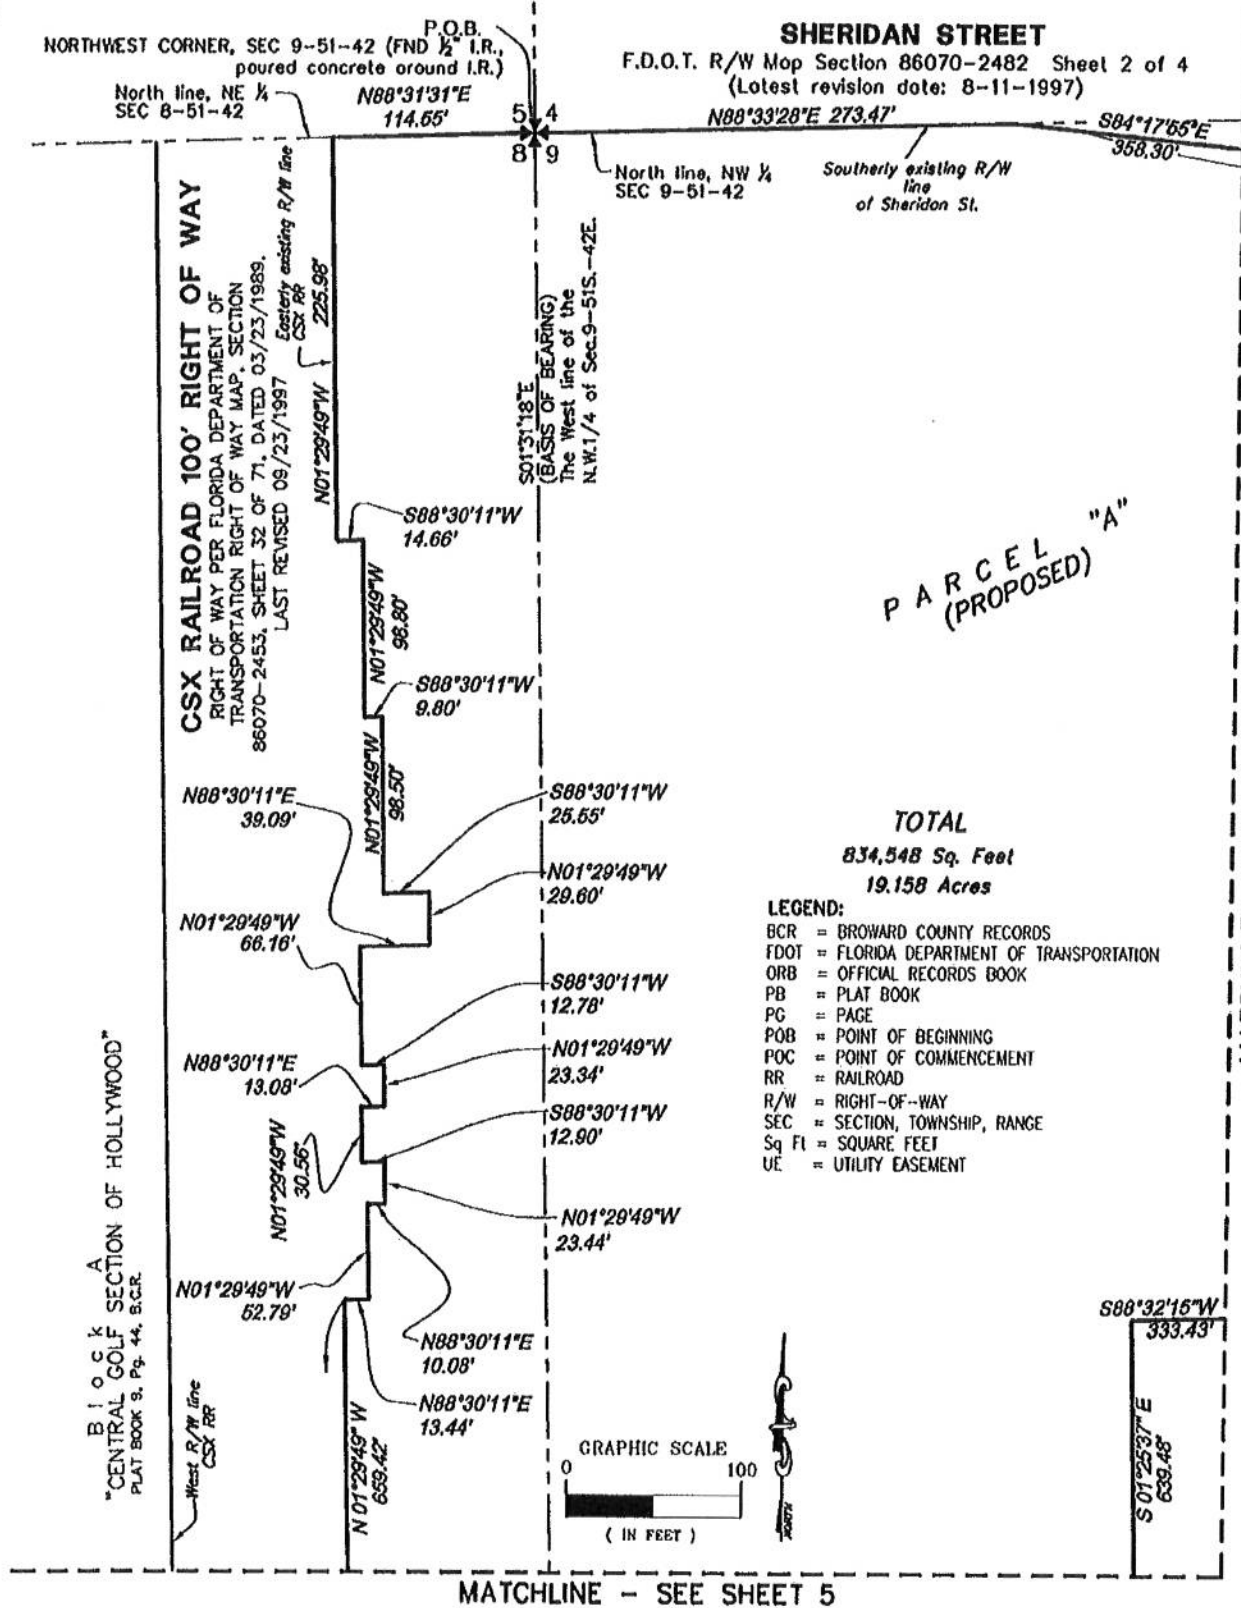 P.O.B.
NORTHWEST CORNER, SEC 9-51-42 (FND ½" I.R.,
poured concrete around I.R.)
SHERIDAN STREET
F.D.O.T. R/W Map Section 86070-2482 Sheet 2 of 4
(Latest revision date: 8-11-1997)
North line, NE ¼
SEC 8-51-42
N88°31'31"E
114.65'
5 4
8 9
N88°33'28"E 273.47'
S84°17'55"E
358.30'
North line, NW ¼
SEC 9-51-42
Southerly existing R/W
line
of Sheridan St.
CSX RAILROAD 100' RIGHT OF WAY
RIGHT OF WAY PER FLORIDA DEPARTMENT OF
TRANSPORTATION RIGHT OF WAY MAP, SECTION
86070-2453, SHEET 32 OF 71, DATED 03/23/1989,
LAST REVISED 09/23/1997
Easterly existing R/W line
CSX RR
225.98'
N01°29'49"W
S01°31'18"E
(BASIS OF BEARING)
The West line of the
N.W.1/4 of Sec.9-51S.-42E.
S88°30'11"W
14.66'
N01°29'49"W
98.80'
PARCEL "A"
(PROPOSED)
S88°30'11"W
9.80'
N01°29'49"W
98.50'
N88°30'11"E
39.09'
S88°30'11"W
25.55'
N01°29'49"W
29.60'
TOTAL
834,548 Sq. Feet
19.158 Acres
LEGEND:
BCR = BROWARD COUNTY RECORDS
FDOT = FLORIDA DEPARTMENT OF TRANSPORTATION
ORB = OFFICIAL RECORDS BOOK
PB = PLAT BOOK
PG = PAGE
POB = POINT OF BEGINNING
POC = POINT OF COMMENCEMENT
RR = RAILROAD
R/W = RIGHT-OF-WAY
SEC = SECTION, TOWNSHIP, RANGE
Sq Ft = SQUARE FEET
UE = UTILITY EASEMENT
N01°29'49"W
66.16'
S88°30'11"W
12.78'
N88°30'11"E
13.08'
N01°29'49"W
23.34'
S88°30'11"W
12.90'
N01°29'49"W
30.56'
N01°29'49"W
23.44'
N01°29'49"W
52.79'
N88°30'11"E
10.08'
N88°30'11"E
13.44'
Block A
"CENTRAL GOLF SECTION OF HOLLYWOOD"
PLAT BOOK 9, Pg. 44, B.C.R.
West R/W line
CSX RR
N 01°29'49" W
659.42'
S88°32'15"W
333.43'
S 01°25'37" E
639.48'
GRAPHIC SCALE
0 100
( IN FEET )
NORTH
MATCHLINE - SEE SHEET 5